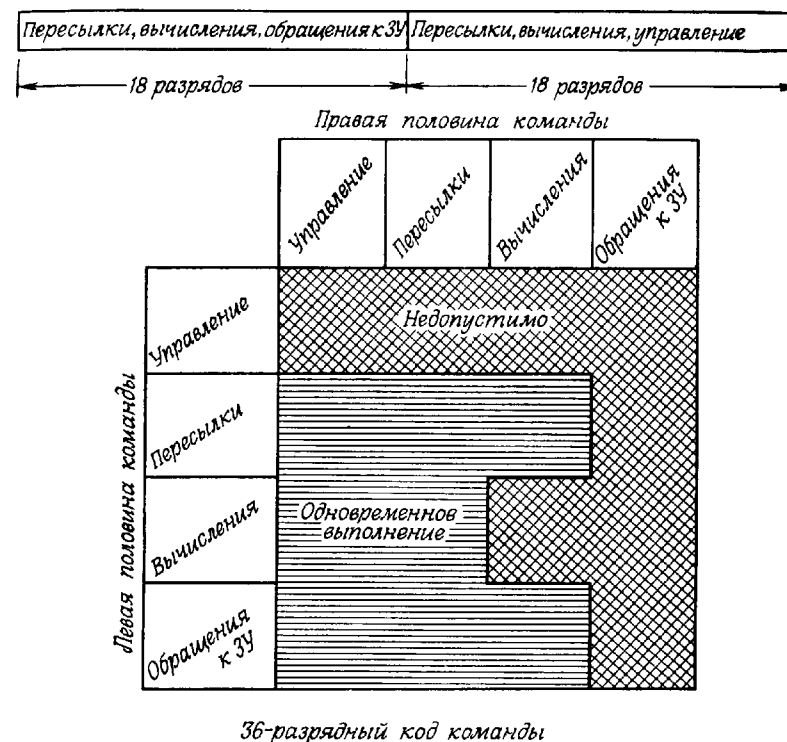 Пересылки, вычисления, обращения к ЗУ
Пересылки, вычисления, управление
18 разрядов
18 разрядов
Правая половина команды
Управление
Пересылки
Вычисления
Обращения
к ЗУ
Левая половина команды
Управление
Недопустимо
Пересылки
Вычисления
Одновременное
выполнение
Обращения
к ЗУ
36-разрядный код команды